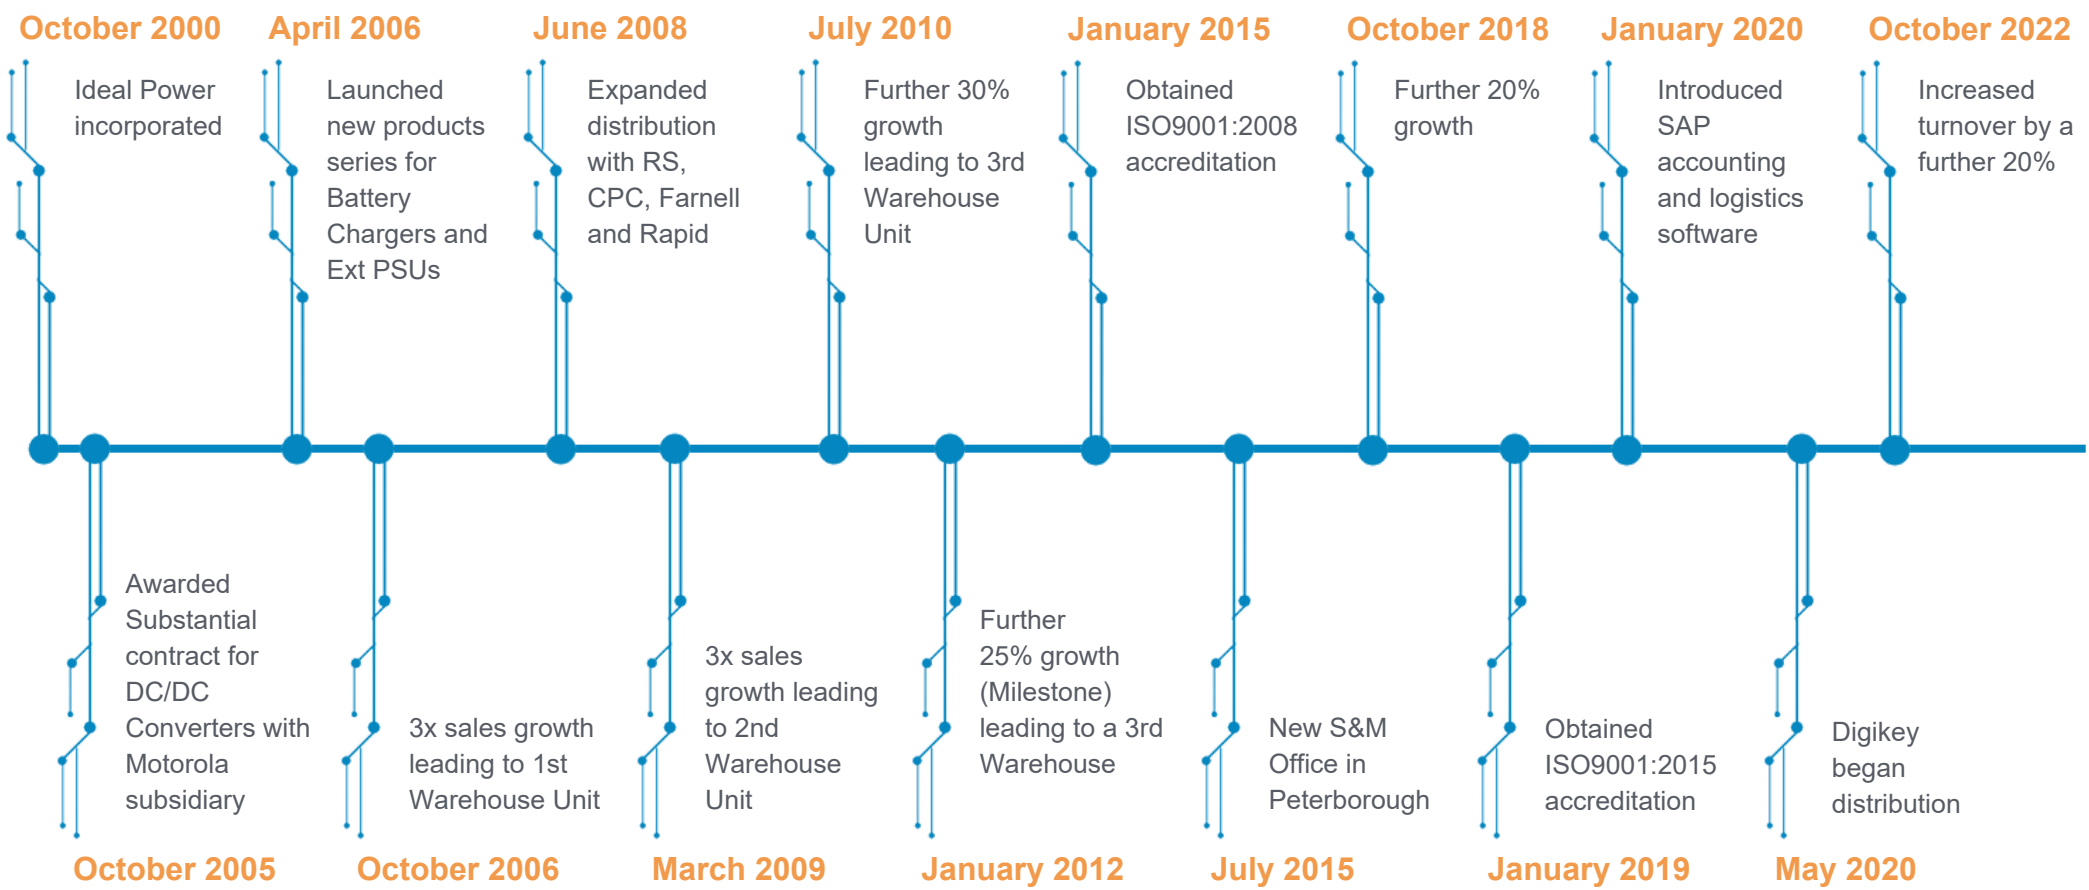 October 2000
Ideal Power
incorporated
April 2006
Launched
new products
series for
Battery
Chargers and
Ext PSUs
June 2008
Expanded
distribution
with RS,
CPC, Farnell
and Rapid
July 2010
Further 30%
growth
leading to 3rd
Warehouse
Unit
January 2015
Obtained
ISO9001:2008
accreditation
October 2018
Further 20%
growth
January 2020
Introduced
SAP
accounting
and logistics
software
October 2022
Increased
turnover by a
further 20%
Awarded
Substantial
contract for
DC/DC
Converters with
Motorola
subsidiary
October 2005
3x sales growth
leading to 1st
Warehouse Unit
October 2006
3x sales
growth leading
to 2nd
Warehouse
Unit
March 2009
Further
25% growth
(Milestone)
leading to a 3rd
Warehouse
January 2012
New S&M
Office in
Peterborough
July 2015
Obtained
ISO9001:2015
accreditation
January 2019
Digikey
began
distribution
May 2020